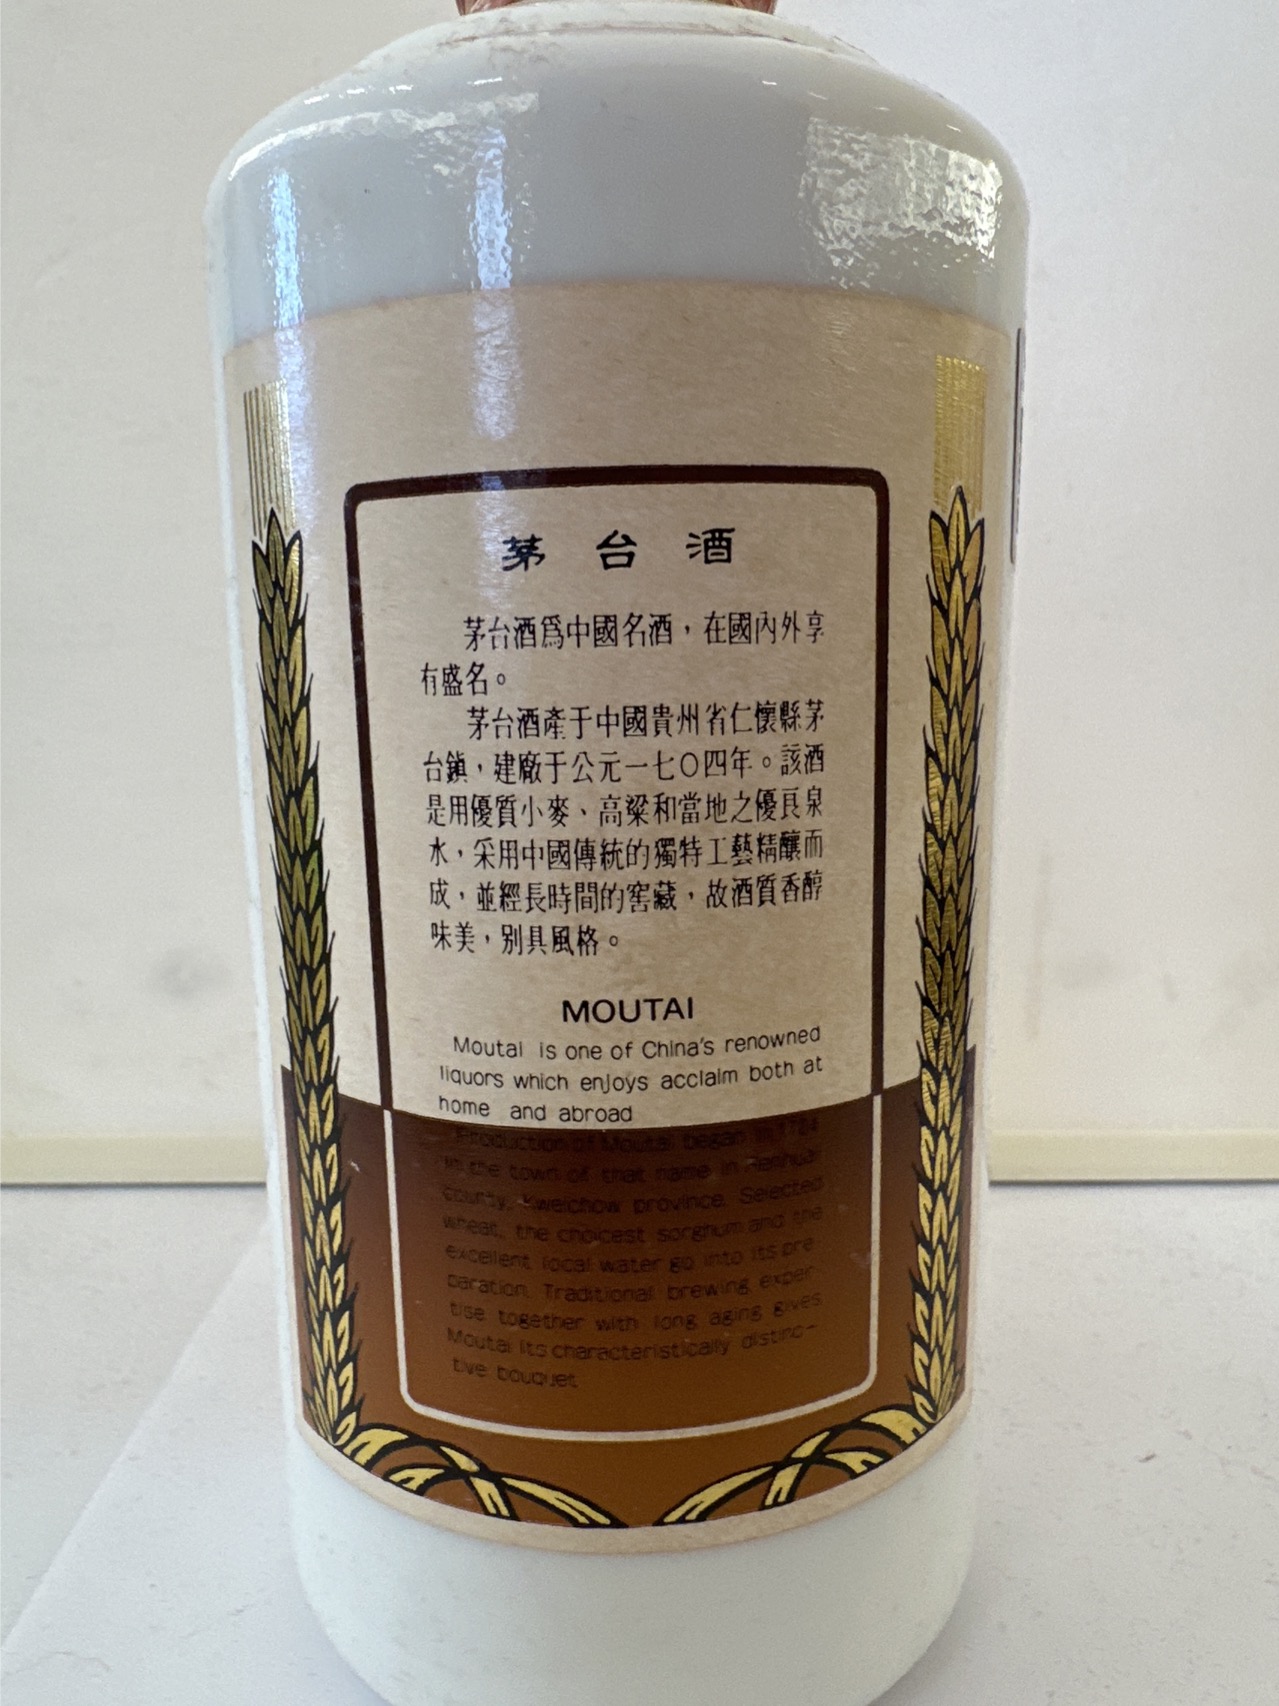 茅台酒
茅台酒爲中國名酒，在國內外享
有盛名。
茅台酒產于中國貴州省仁懷縣茅
台鎮，建廠于公元一七〇四年。該酒
是用優質小麥、高粱和當地之優良泉
水，采用中國傳統的獨特工藝精釀而
成，並經長時間的窖藏，故酒質香醇
味美，别具風格。
MOUTAI
Moutai is one of China's renowned
liquors which enjoys acclaim both at
home and abroad
Production of Moutai began in 1704
in the town of that name in Renhuai
county, Kweichow province. Selected
wheat, the choicest sorghum and the
excellent local water go into its pre-
paration. Traditional brewing exper-
tise together with long aging gives
Moutai its characteristically distinc-
tive bouquet